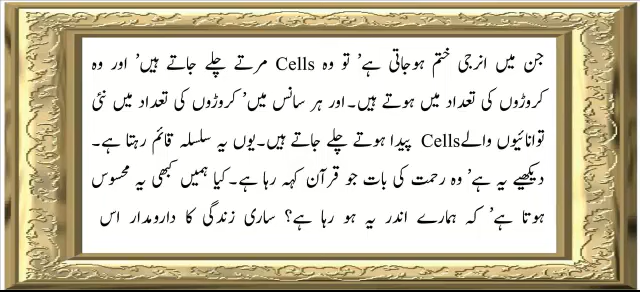 جن میں انرجی ختم ہوجاتی ہے’ تو وہ Cells مرتے چلے جاتے ہیں’ اور وہ
کروڑوں کی تعداد میں ہوتے ہیں۔اور ہر سانس میں’ کروڑوں کی تعداد میں نئی
توانائیوں والےCells پیدا ہوتے چلے جاتے ہیں۔یوں یہ سلسلہ قائم رہتا ہے۔
دیکھیے یہ ہے’ وہ رحمت کی بات جو قرآن کہہ رہا ہے۔کیا ہمیں کبھی یہ محسوس
ہوتا ہے’ کہ ہمارے اندر یہ ہو رہا ہے؟ ساری زندگی کا دارومدار اس